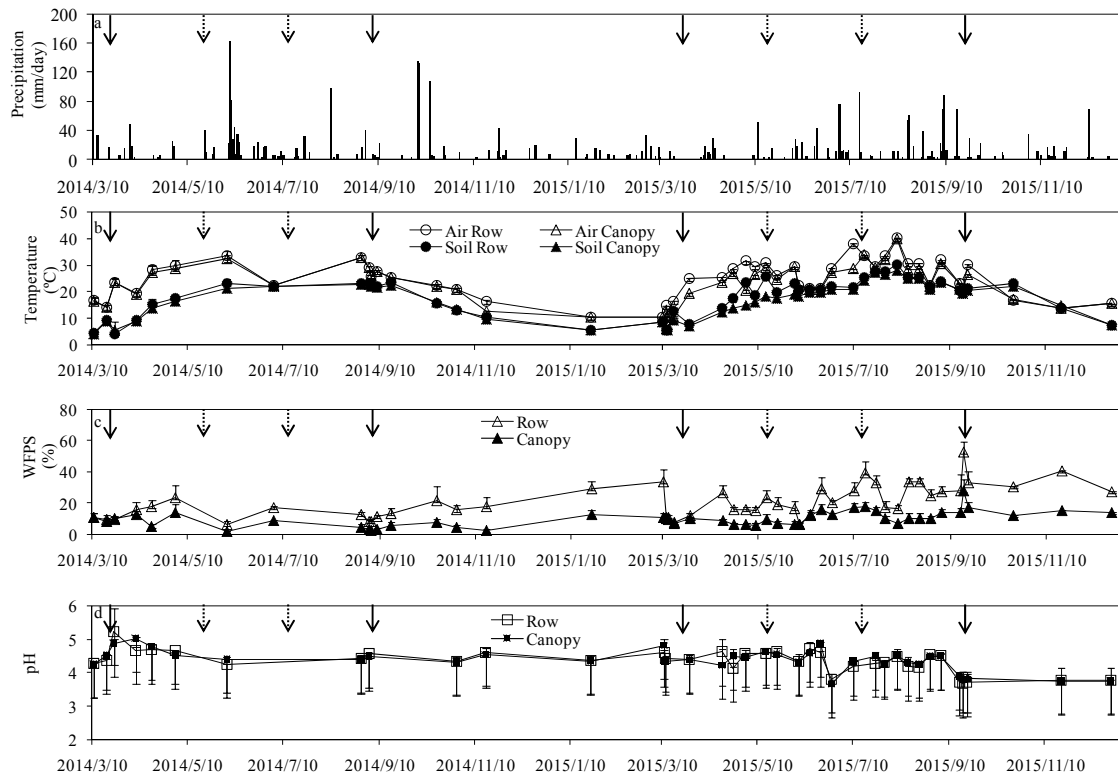 a
200
160
120
80
40
0
Precipitation
(mm/day)
2014/3/10 2014/5/10 2014/7/10 2014/9/10 2014/11/10 2015/1/10 2015/3/10 2015/5/10 2015/7/10 2015/9/10 2015/11/10
b
50
40
30
20
10
0
Temperature
(℃)
Air Row Air Canopy
Soil Row Soil Canopy
2014/3/10 2014/5/10 2014/7/10 2014/9/10 2014/11/10 2015/1/10 2015/3/10 2015/5/10 2015/7/10 2015/9/10 2015/11/10
c
80
60
40
20
0
WFPS
(%)
Row
Canopy
2014/3/10 2014/5/10 2014/7/10 2014/9/10 2014/11/10 2015/1/10 2015/3/10 2015/5/10 2015/7/10 2015/9/10 2015/11/10
d
6
5
4
3
2
pH
Row
Canopy
2014/3/10 2014/5/10 2014/7/10 2014/9/10 2014/11/10 2015/1/10 2015/3/10 2015/5/10 2015/7/10 2015/9/10 2015/11/10